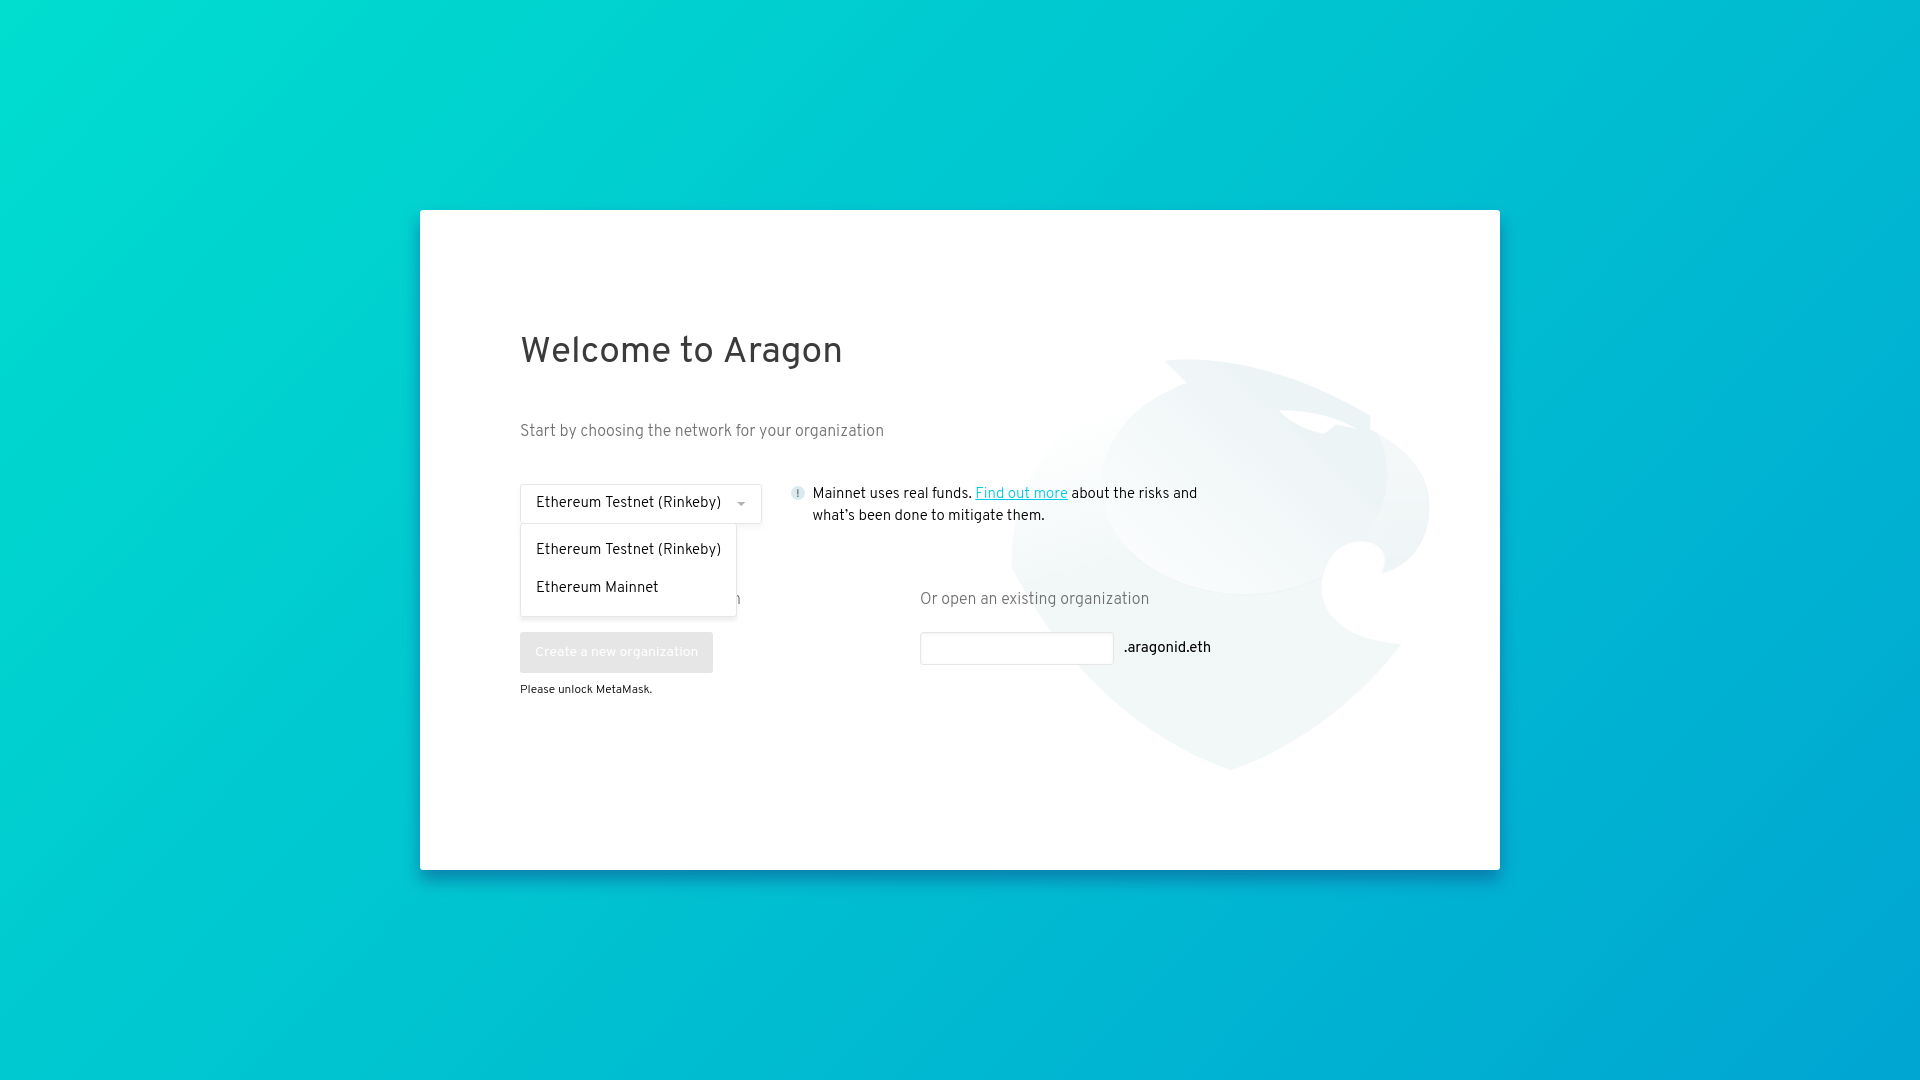 Welcome to Aragon
Start by choosing the network for your organization
Ethereum Testnet (Rinkeby)
! Mainnet uses real funds. Find out more about the risks and
what’s been done to mitigate them.
Ethereum Testnet (Rinkeby)
Ethereum Mainnet
Or open an existing organization
Create a new organization
.aragonid.eth
Please unlock MetaMask.